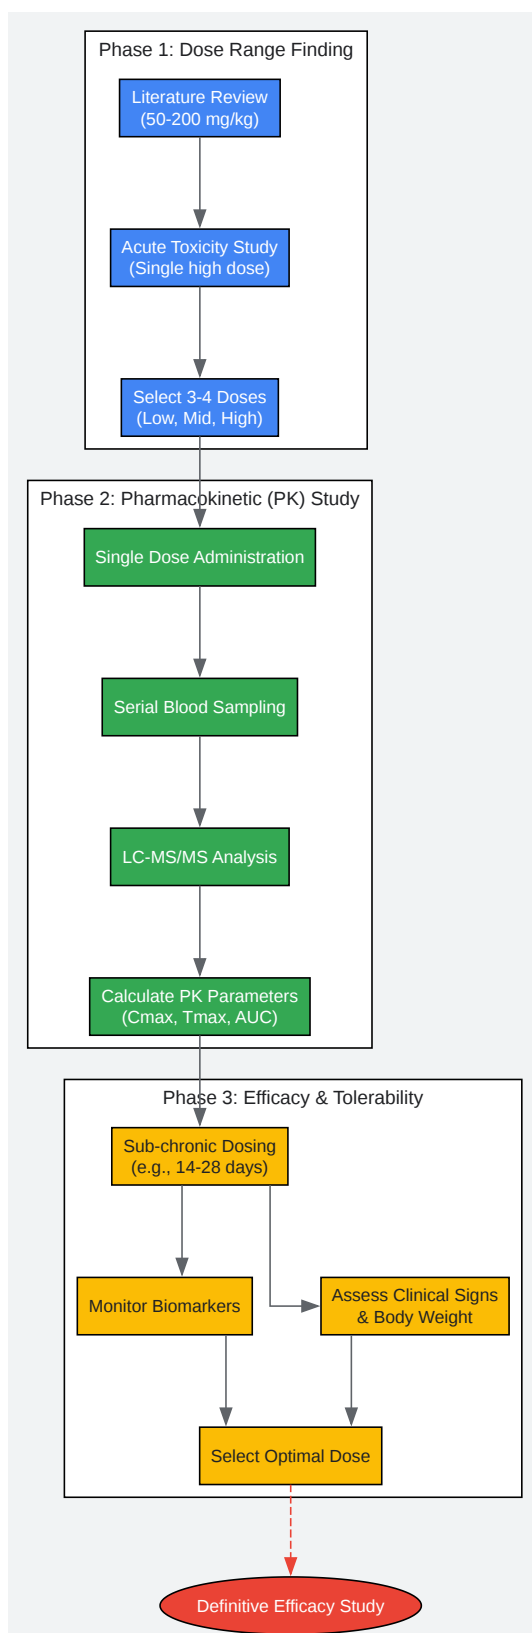 Phase 1: Dose Range Finding
Literature Review
(50-200 mg/kg)
Acute Toxicity Study
(Single high dose)
Select 3-4 Doses
(Low, Mid, High)
Phase 2: Pharmacokinetic (PK) Study
Single Dose Administration
Serial Blood Sampling
LC-MS/MS Analysis
Calculate PK Parameters
(Cmax, Tmax, AUC)
Phase 3: Efficacy & Tolerability
Sub-chronic Dosing
(e.g., 14-28 days)
Monitor Biomarkers
Assess Clinical Signs
& Body Weight
Select Optimal Dose
Definitive Efficacy Study